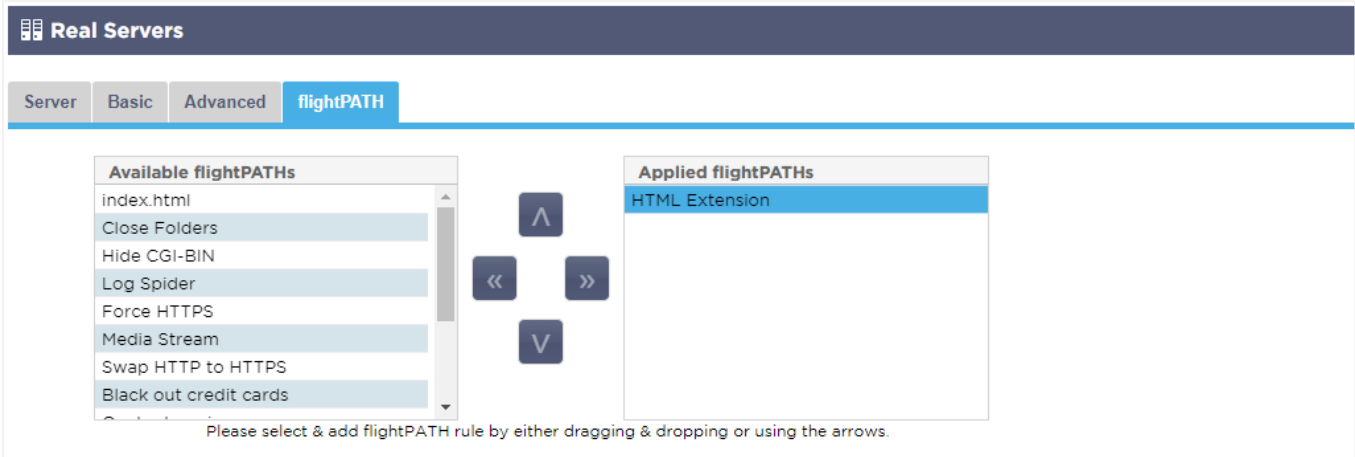 Real Servers
Server Basic Advanced flightPATH
Available flightPATHs
index.html
Close Folders
Hide CGI-BIN
Log Spider
Force HTTPS
Media Stream
Swap HTTP to HTTPS
Black out credit cards
Applied flightPATHs
HTML Extension
Please select & add flightPATH rule by either dragging & dropping or using the arrows.